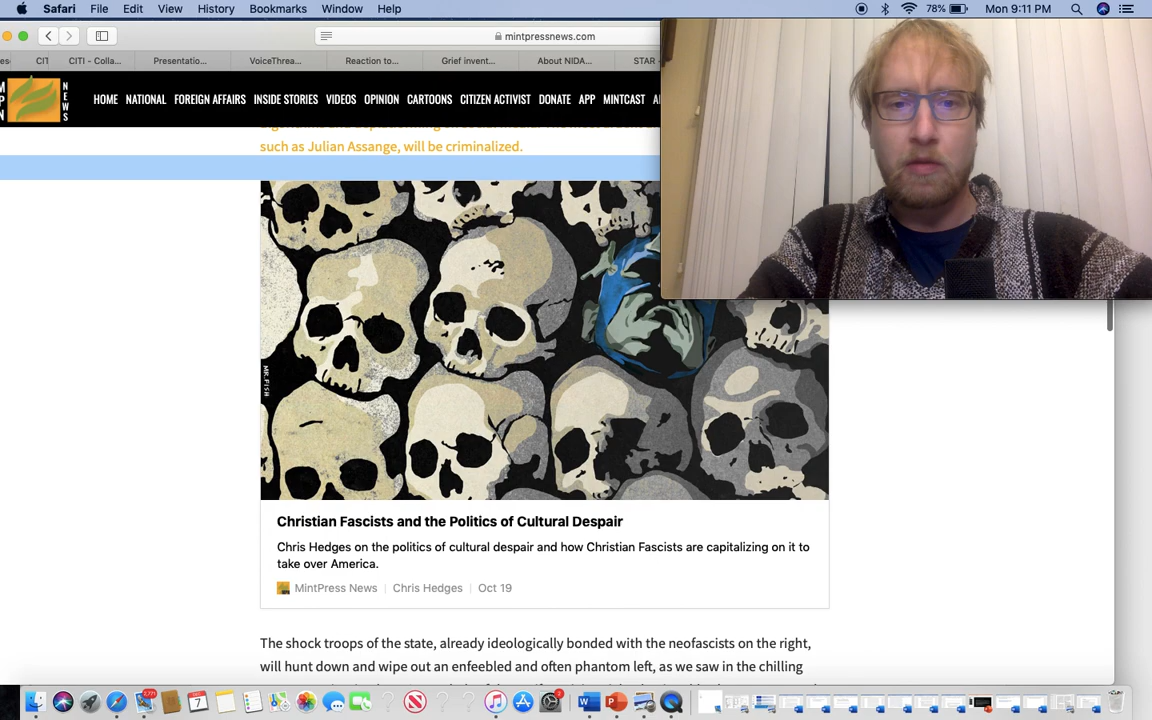 Safari File Edit View History Bookmarks Window Help 78% Mon 9:11 PM
mintpressnews.com
CIT CITI - Colla... Presentatio... VoiceThrea... Reaction to... Grief invent... About NIDA... STAR
NEWS
HOME NATIONAL FOREIGN AFFAIRS INSIDE STORIES VIDEOS OPINION CARTOONS CITIZEN ACTIVIST DONATE APP MINTCAST
such as Julian Assange, will be criminalized.
MR. FISH
Christian Fascists and the Politics of Cultural Despair
Chris Hedges on the politics of cultural despair and how Christian Fascists are capitalizing on it to
take over America.
MintPress News Chris Hedges Oct 19
The shock troops of the state, already ideologically bonded with the neofascists on the right,
will hunt down and wipe out an enfeebled and often phantom left, as we saw in the chilling
7